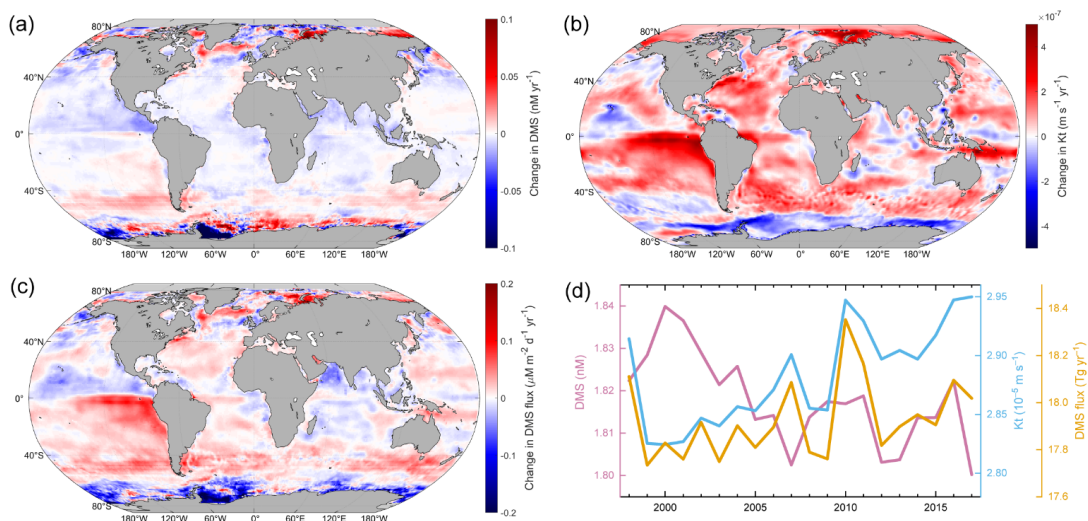 (a)
80°N
40°N
0°
40°S
80°S
180°W 120°W 60°W 0° 60°E 120°E 180°W
0.1
0.05
0
-0.05
-0.1
Change in DMS (nM yr⁻¹)
(b)
80°N
40°N
0°
40°S
80°S
180°W 120°W 60°W 0° 60°E 120°E 180°W
×10⁻⁷
4
2
0
-2
-4
Change in Kt (m s⁻¹ yr⁻¹)
(c)
80°N
40°N
0°
40°S
80°S
180°W 120°W 60°W 0° 60°E 120°E 180°W
0.2
0.1
0
-0.1
-0.2
Change in DMS flux (μM m⁻² d⁻¹ yr⁻¹)
(d)
DMS (nM)
1.84
1.83
1.82
1.81
1.80
2000 2005 2010 2015
2.95
2.90
2.85
2.80
Kt (10⁻⁵ m s⁻¹)
18.4
18.2
18.0
17.8
17.6
DMS flux (Tg yr⁻¹)